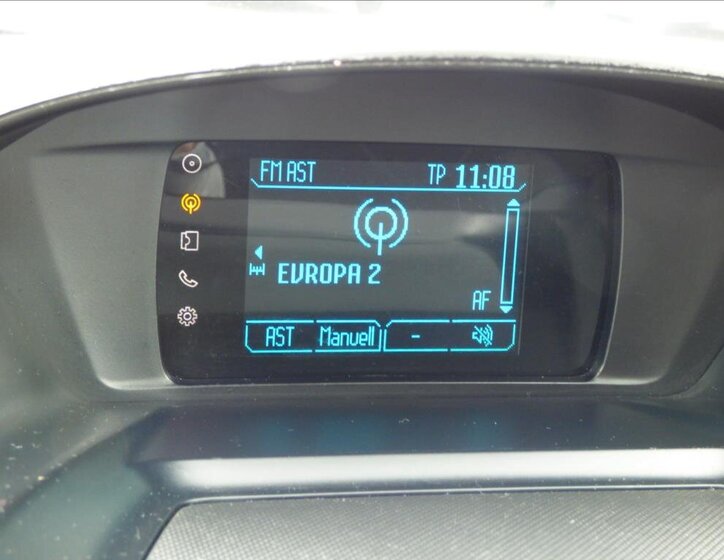 FM AST TP 11:08
EVROPA 2
AF
AST Manuell -